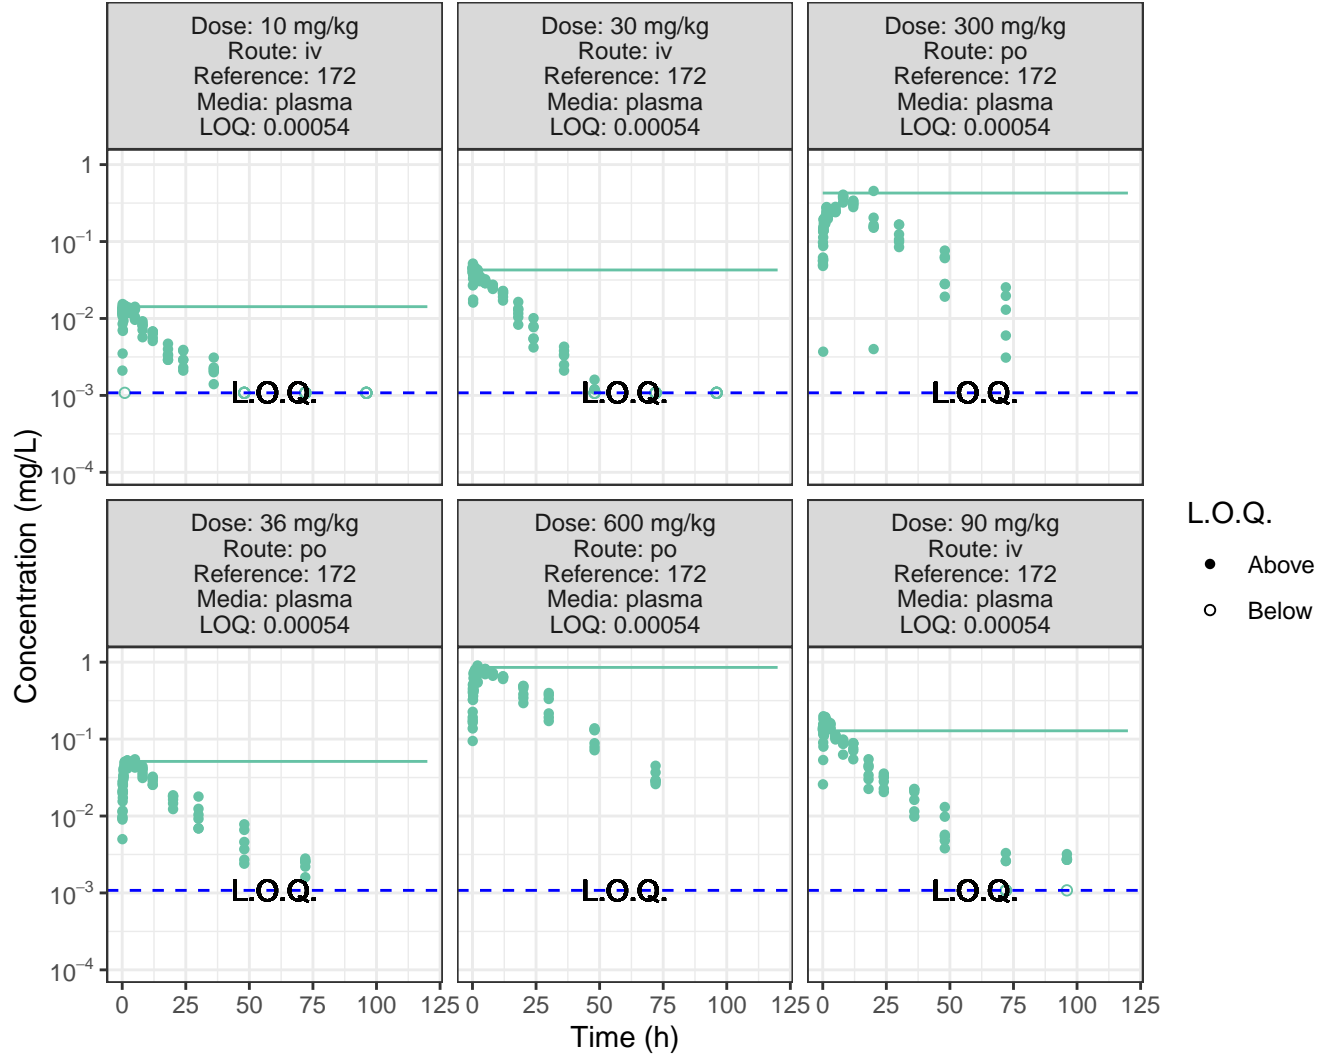 Dose: 10 mg/kg
Route: iv
Reference: 172
Media: plasma
LOQ: 0.00054
Dose: 30 mg/kg
Route: iv
Reference: 172
Media: plasma
LOQ: 0.00054
Dose: 300 mg/kg
Route: po
Reference: 172
Media: plasma
LOQ: 0.00054
1
10⁻¹
10⁻²
10⁻³
10⁻⁴
L.O.Q.
L.O.Q.
L.O.Q.
Concentration (mg/L)
Dose: 36 mg/kg
Route: po
Reference: 172
Media: plasma
LOQ: 0.00054
Dose: 600 mg/kg
Route: po
Reference: 172
Media: plasma
LOQ: 0.00054
Dose: 90 mg/kg
Route: iv
Reference: 172
Media: plasma
LOQ: 0.00054
1
10⁻¹
10⁻²
10⁻³
10⁻⁴
L.O.Q.
L.O.Q.
L.O.Q.
0 25 50 75 100 125
0 25 50 75 100 125
0 25 50 75 100 125
Time (h)
L.O.Q.
Above
Below